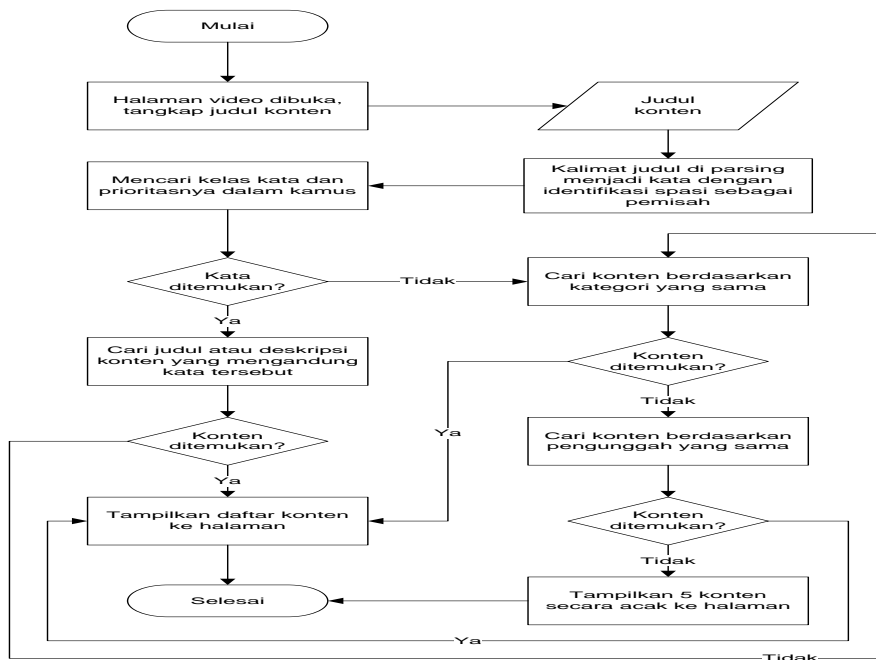 Mulai
Halaman video dibuka,
tangkap judul konten
Judul
konten
Mencari kelas kata dan
prioritasnya dalam kamus
Kalimat judul di parsing
menjadi kata dengan
identifikasi spasi sebagai
pemisah
Kata
ditemukan?
Tidak
Cari konten berdasarkan
kategori yang sama
Ya
Cari judul atau deskripsi
konten yang mengandung
kata tersebut
Konten
ditemukan?
Tidak
Ya
Konten
ditemukan?
Cari konten berdasarkan
pengunggah yang sama
Ya
Tampilkan daftar konten
ke halaman
Konten
ditemukan?
Tidak
Selesai
Tampilkan 5 konten
secara acak ke halaman
Ya
Tidak